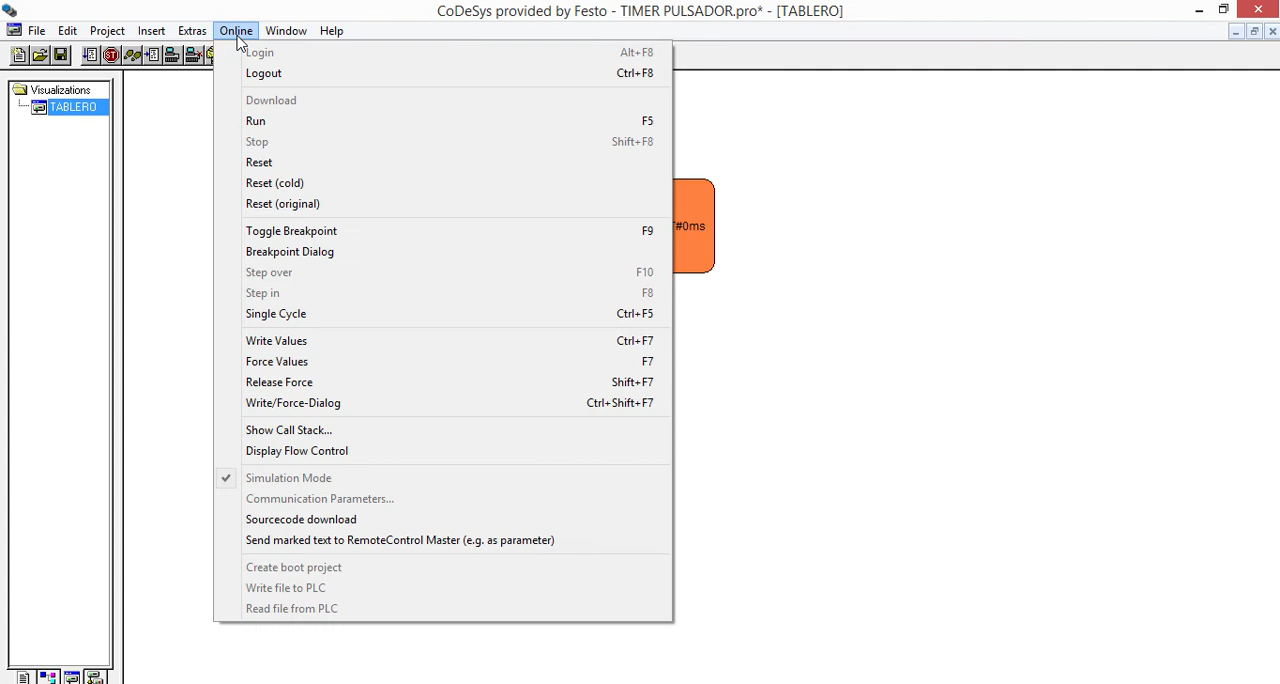 CoDeSys provided by Festo - TIMER PULSADOR.pro* - [TABLERO]
File Edit Project Insert Extras Online Window Help
Visualizations
TABLERO
Login Alt+F8
Logout Ctrl+F8
Download
Run F5
Stop Shift+F8
Reset
Reset (cold)
Reset (original)
Toggle Breakpoint F9
Breakpoint Dialog
Step over F10
Step in F8
Single Cycle Ctrl+F5
Write Values Ctrl+F7
Force Values F7
Release Force Shift+F7
Write/Force-Dialog Ctrl+Shift+F7
Show Call Stack...
Display Flow Control
Simulation Mode
Communication Parameters...
Sourcecode download
Send marked text to RemoteControl Master (e.g. as parameter)
Create boot project
Write file to PLC
Read file from PLC
T#0ms